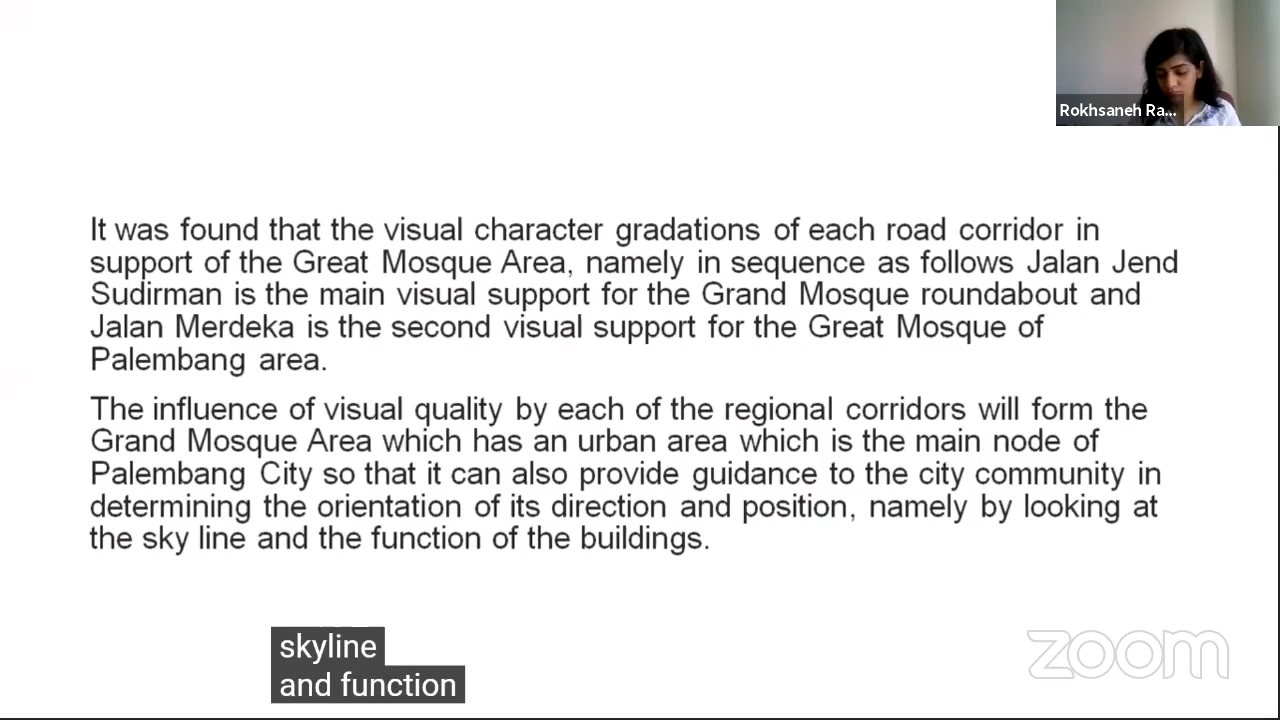 Rokhsaneh Ra...
It was found that the visual character gradations of each road corridor in
support of the Great Mosque Area, namely in sequence as follows Jalan Jend
Sudirman is the main visual support for the Grand Mosque roundabout and
Jalan Merdeka is the second visual support for the Great Mosque of
Palembang area.
The influence of visual quality by each of the regional corridors will form the
Grand Mosque Area which has an urban area which is the main node of
Palembang City so that it can also provide guidance to the city community in
determining the orientation of its direction and position, namely by looking at
the sky line and the function of the buildings.
skyline
and function
zoom